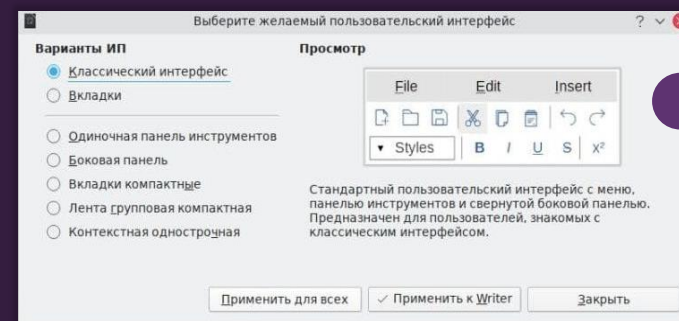 Выберите желаемый пользовательский интерфейс
Варианты ИП
Классический интерфейс
Вкладки
Одиночная панель инструментов
Боковая панель
Вкладки компактные
Лента групповая компактная
Контекстная однострочная
Просмотр
File Edit Insert
Styles B I U S x²
Стандартный пользовательский интерфейс с меню,
панелью инструментов и свернутой боковой панелью.
Предназначен для пользователей, знакомых с
классическим интерфейсом.
Применить для всех Применить к Writer Закрыть